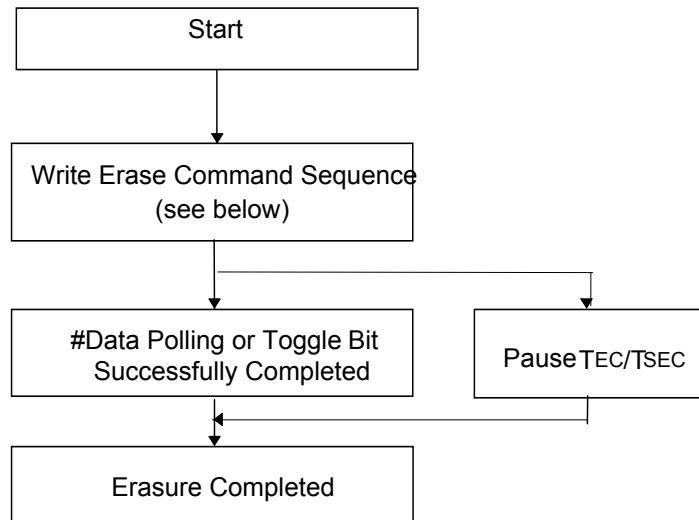 Start
Write Erase Command Sequence
(see below)
#Data Polling or Toggle Bit
Successfully Completed
Pause TEC/TSEC
Erasure Completed